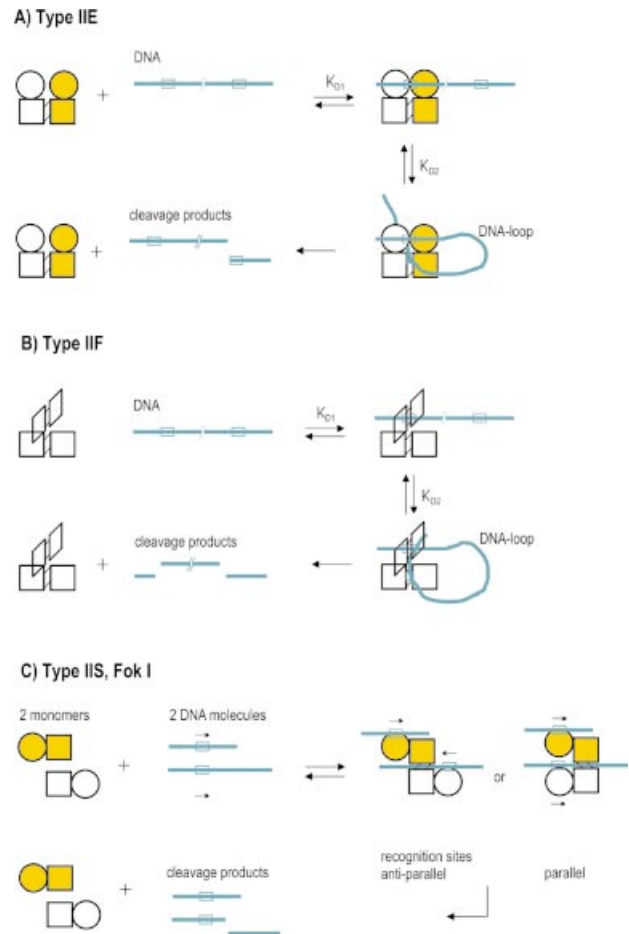 A) Type IIE
DNA
+
K_D1
K_D2
cleavage products
DNA-loop
+
B) Type IIF
DNA
+
K_D1
K_D2
cleavage products
DNA-loop
+
C) Type IIS, Fok I
2 monomers
2 DNA molecules
+
or
cleavage products
recognition sites
anti-parallel
parallel
+